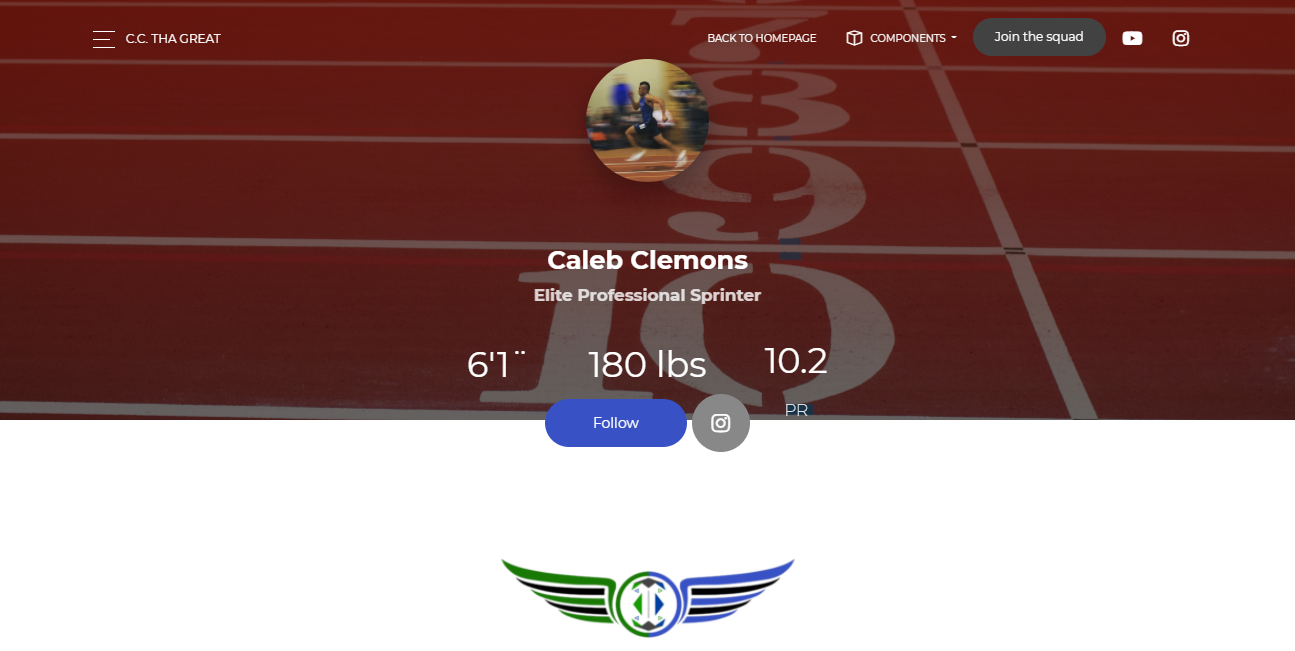 C.C. THA GREAT
BACK TO HOMEPAGE
COMPONENTS
Join the squad
Caleb Clemons
Elite Professional Sprinter
6'1¨
180 lbs
10.2
PR
Follow
10